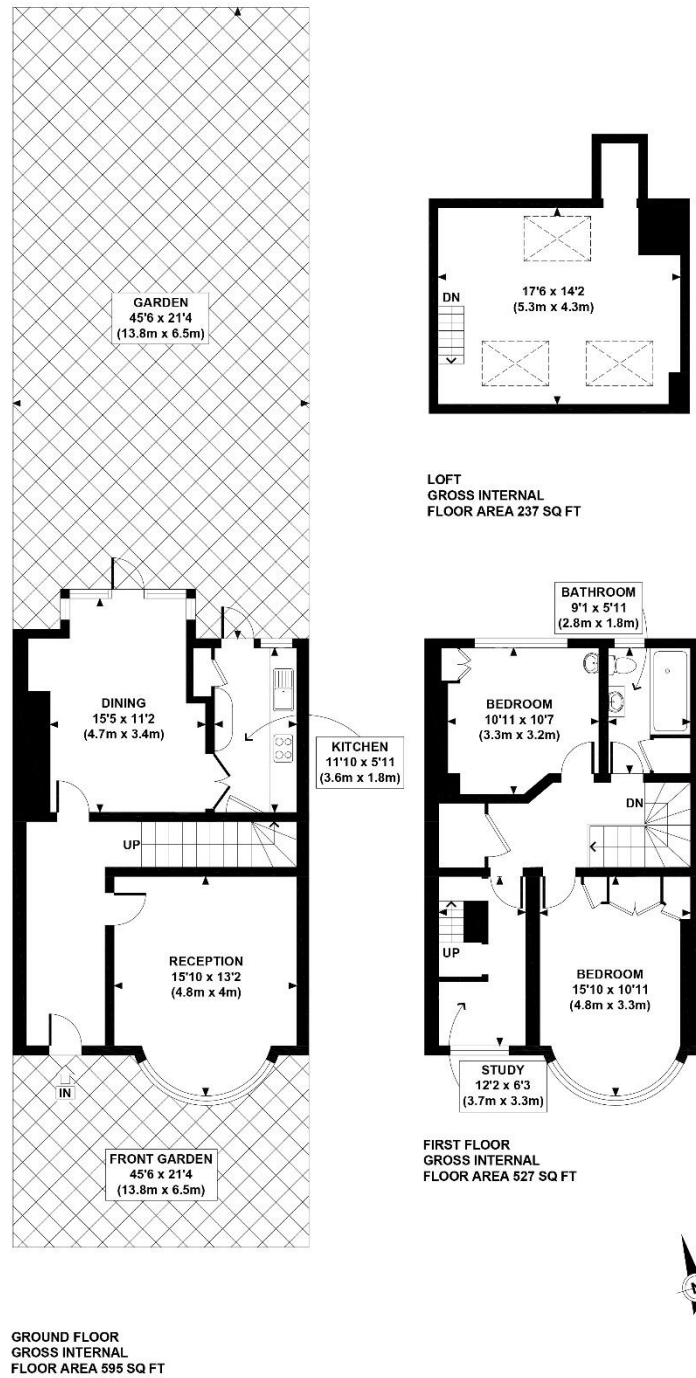 GARDEN
45'6 x 21'4
(13.8m x 6.5m)
DINING
15'5 x 11'2
(4.7m x 3.4m)
KITCHEN
11'10 x 5'11
(3.6m x 1.8m)
UP
RECEPTION
15'10 x 13'2
(4.8m x 4m)
IN
FRONT GARDEN
45'6 x 21'4
(13.8m x 6.5m)
GROUND FLOOR
GROSS INTERNAL
FLOOR AREA 595 SQ FT
17'6 x 14'2
(5.3m x 4.3m)
DN
LOFT
GROSS INTERNAL
FLOOR AREA 237 SQ FT
BATHROOM
9'1 x 5'11
(2.8m x 1.8m)
BEDROOM
10'11 x 10'7
(3.3m x 3.2m)
DN
UP
BEDROOM
15'10 x 10'11
(4.8m x 3.3m)
STUDY
12'2 x 6'3
(3.7m x 3.3m)
FIRST FLOOR
GROSS INTERNAL
FLOOR AREA 527 SQ FT